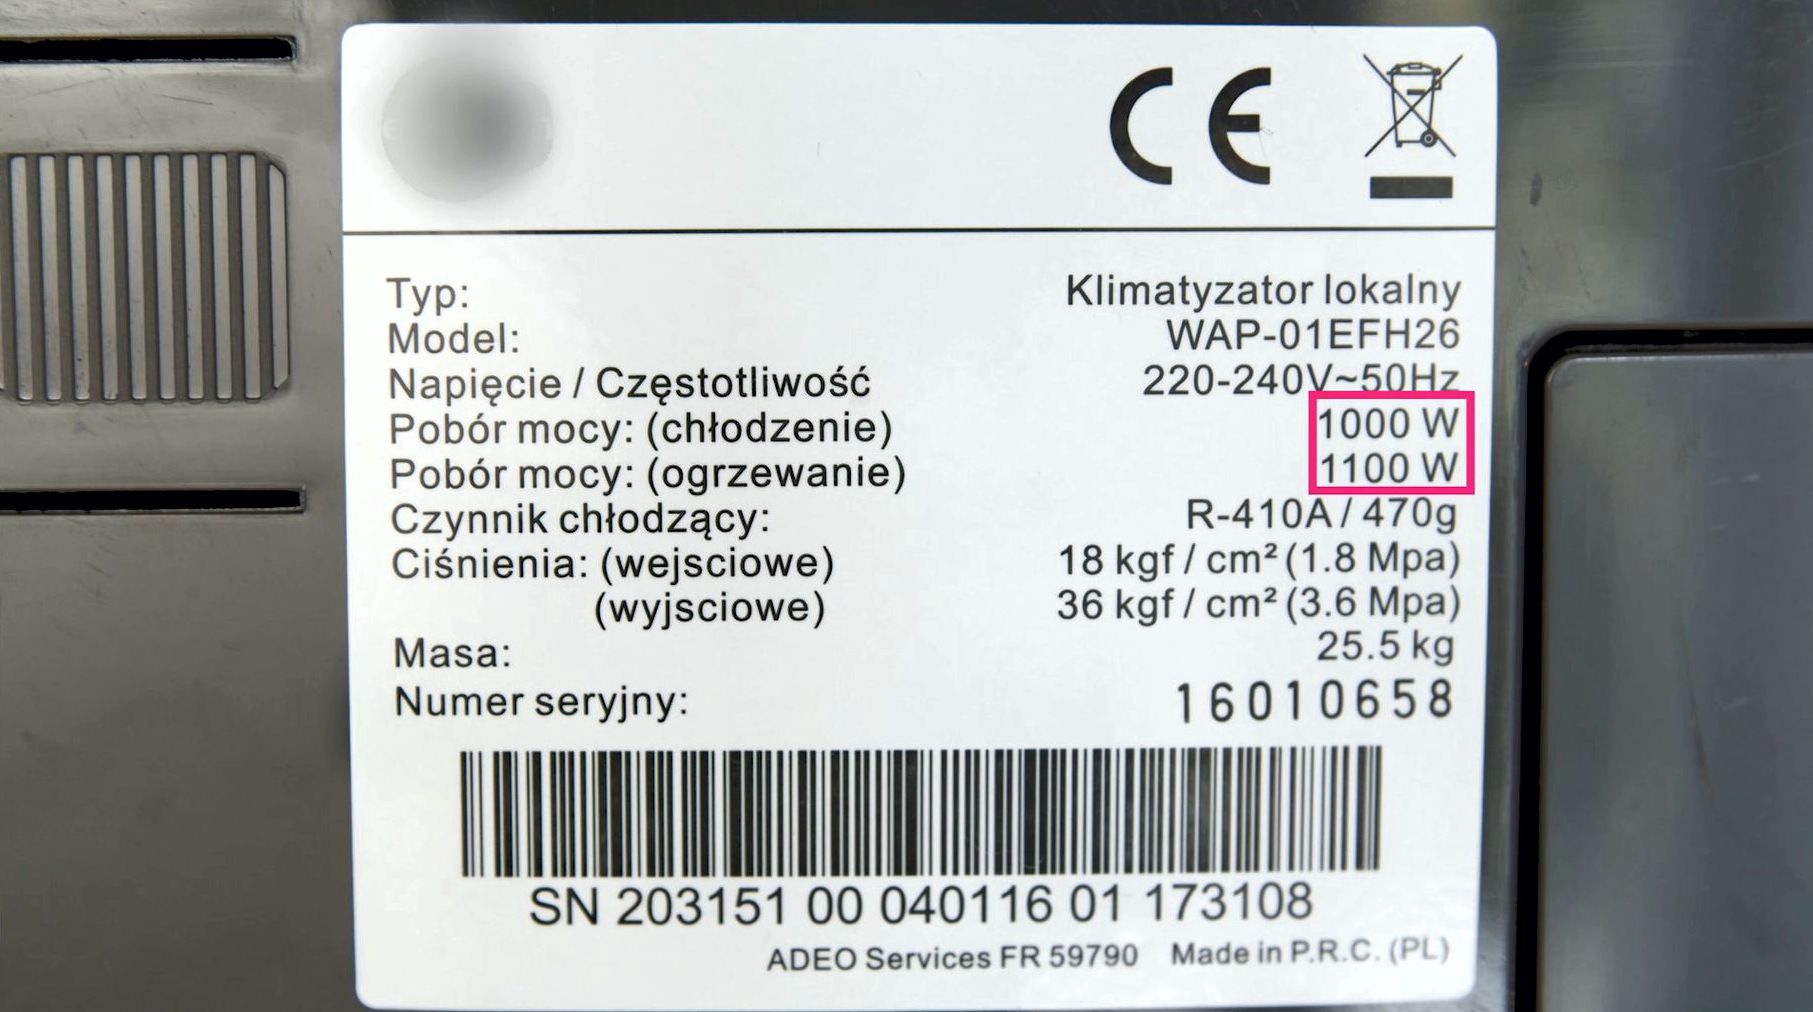 CE
Typ: Klimatyzator lokalny
Model: WAP-01EFH26
Napięcie / Częstotliwość 220-240V~50Hz
Pobór mocy: (chłodzenie) 1000 W
Pobór mocy: (ogrzewanie) 1100 W
Czynnik chłodzący: R-410A / 470g
Ciśnienia: (wejsciowe) 18 kgf / cm² (1.8 Mpa)
(wyjsciowe) 36 kgf / cm² (3.6 Mpa)
Masa: 25.5 kg
Numer seryjny: 16010658
SN 203151 00 040116 01 173108
ADEO Services FR 59790 Made in P.R.C. (PL)